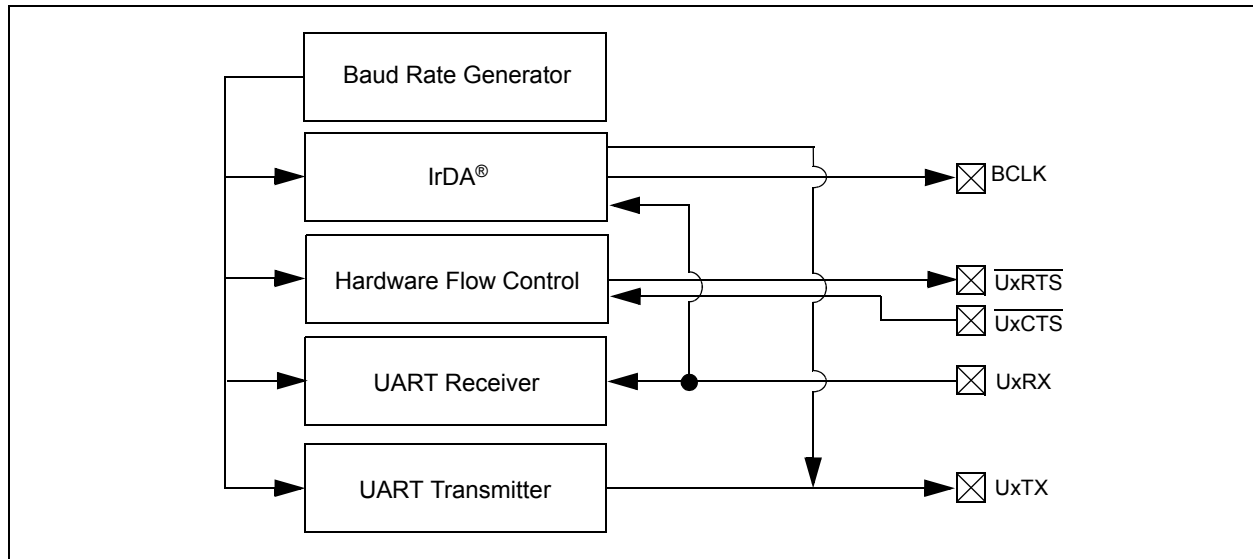 Baud Rate Generator
IrDA®
BCLK
Hardware Flow Control
UxRTS
UxCTS
UART Receiver
UxRX
UART Transmitter
UxTX